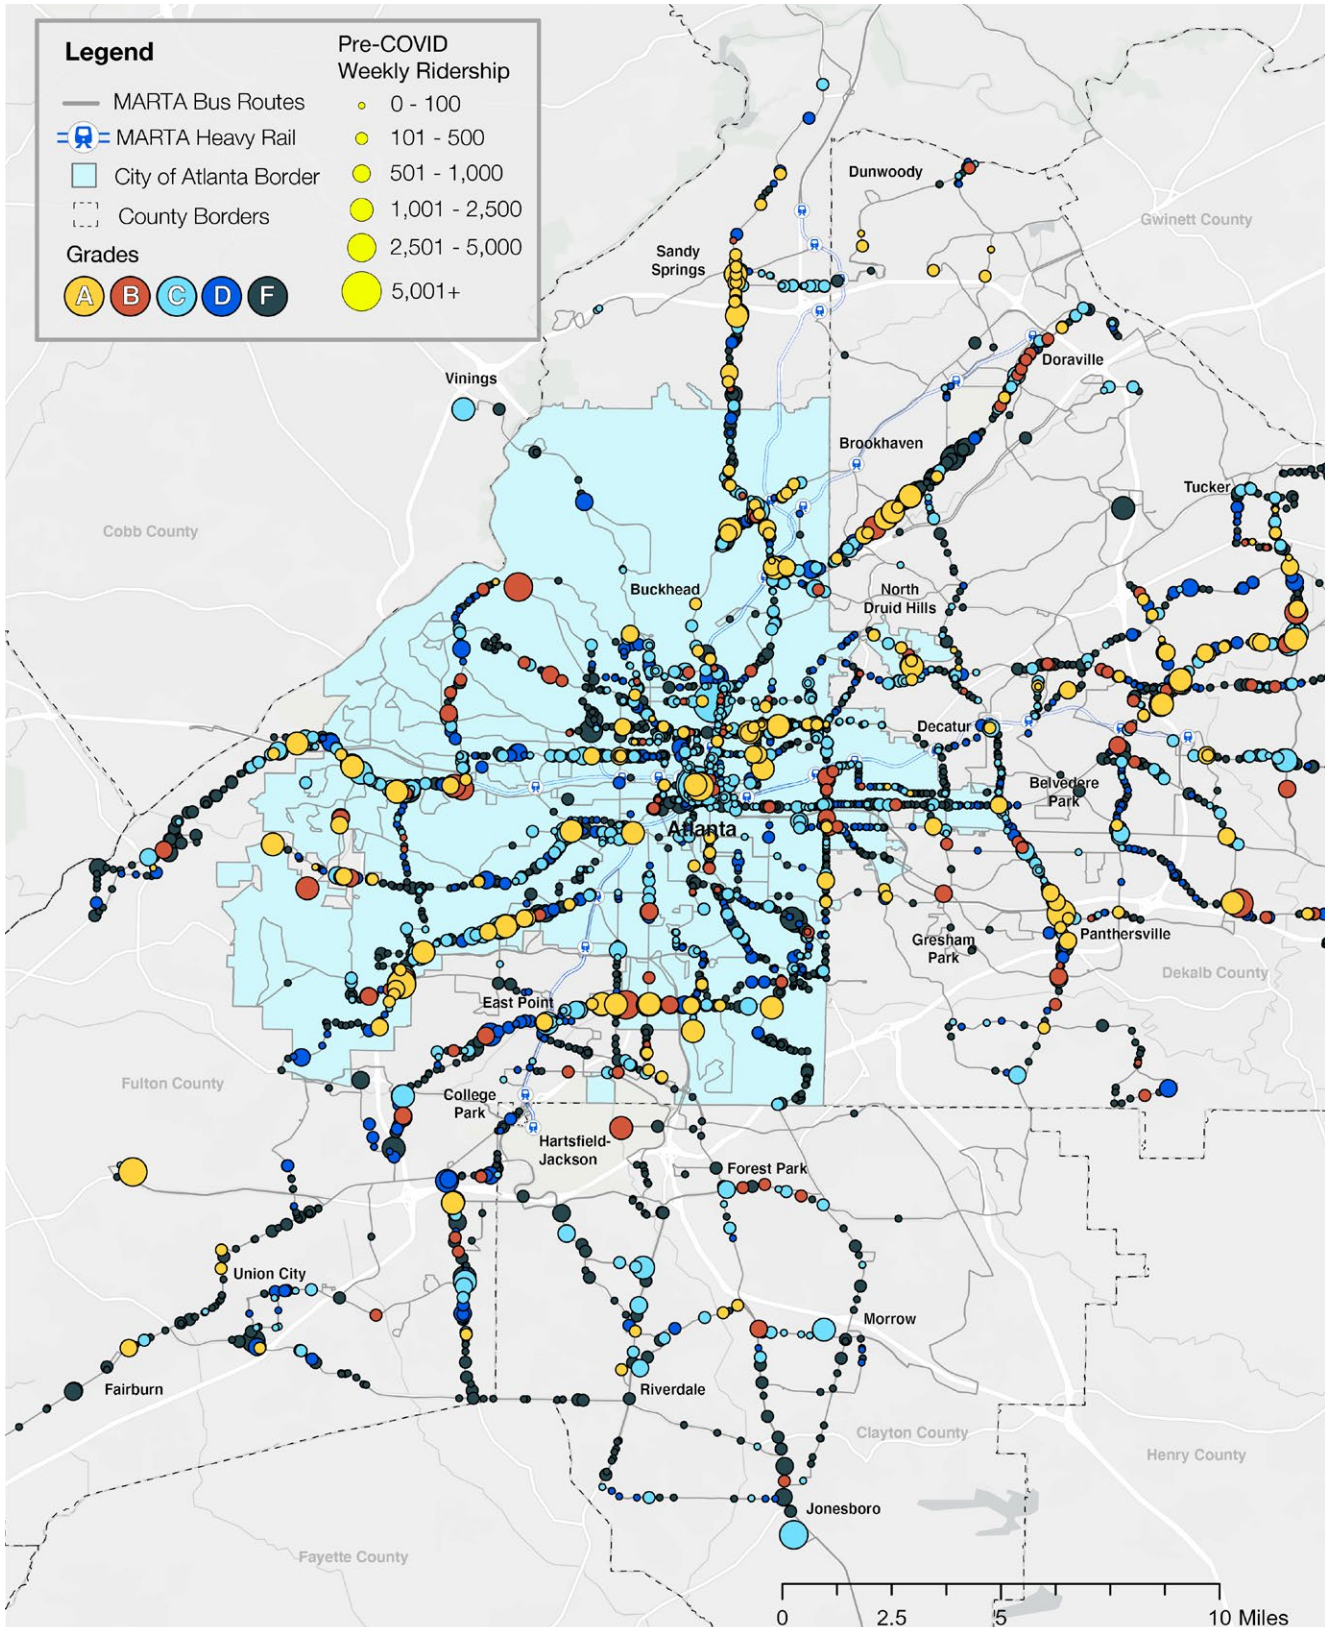 Legend
MARTA Bus Routes
MARTA Heavy Rail
City of Atlanta Border
County Borders
Grades
A B C D F
Pre-COVID
Weekly Ridership
0 - 100
101 - 500
501 - 1,000
1,001 - 2,500
2,501 - 5,000
5,001+
Dunwoody
Gwinett County
Sandy
Springs
Doraville
Vinings
Brookhaven
Tucker
Cobb County
Buckhead
North
Druid Hills
Decatur
Belvedere
Park
Atlanta
Panthersville
Gresham
Park
Dekalb County
East Point
Fulton County
College
Park
Hartsfield-
Jackson
Forest Park
Union City
Morrow
Fairburn
Riverdale
Clayton County
Henry County
Jonesboro
Fayette County
0 2.5 5 10 Miles